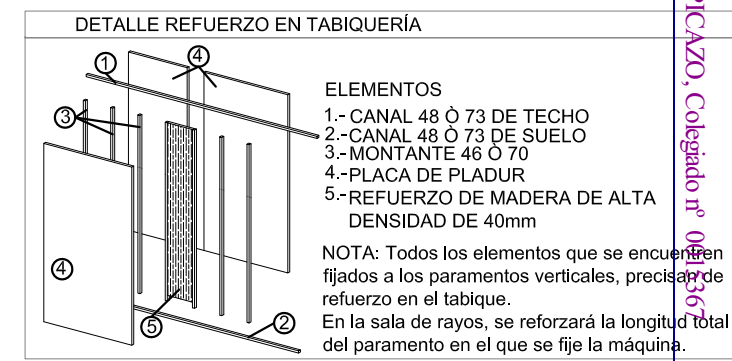 DETALLE REFUERZO EN TABIQUERÍA
1
4
3
4
5
2
ELEMENTOS
1.- CANAL 48 Ò 73 DE TECHO
2.- CANAL 48 Ò 73 DE SUELO
3.- MONTANTE 46 Ò 70
4.- PLACA DE PLADUR
5.- REFUERZO DE MADERA DE ALTA
DENSIDAD DE 40mm
NOTA: Todos los elementos que se encuentren
fijados a los paramentos verticales, precisan de
refuerzo en el tabique.
En la sala de rayos, se reforzará la longitud total
del paramento en el que se fije la máquina.
PICAZO, Colegiado nº